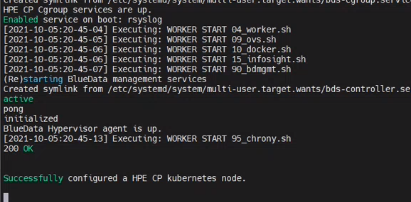 Created symlink from /etc/systemd/system/multi-user.target.wants/bds-cgroup.servi
HPE CP Cgroup services are up.
Enabled service on boot: rsyslog
[2021-10-05:20-45-04] Executing: WORKER START 04_worker.sh
[2021-10-05:20-45-05] Executing: WORKER START 09_ovs.sh
[2021-10-05:20-45-06] Executing: WORKER START 10_docker.sh
[2021-10-05:20-45-06] Executing: WORKER START 15_infosight.sh
[2021-10-05:20-45-07] Executing: WORKER START 90_bdmgmt.sh
(Re)starting BlueData management services
Created symlink from /etc/systemd/system/multi-user.target.wants/bds-controller.se
active
pong
initialized
BlueData Hypervisor agent is up.
[2021-10-05:20-45-13] Executing: WORKER START 95_chrony.sh
200 OK
Successfully configured a HPE CP kubernetes node.